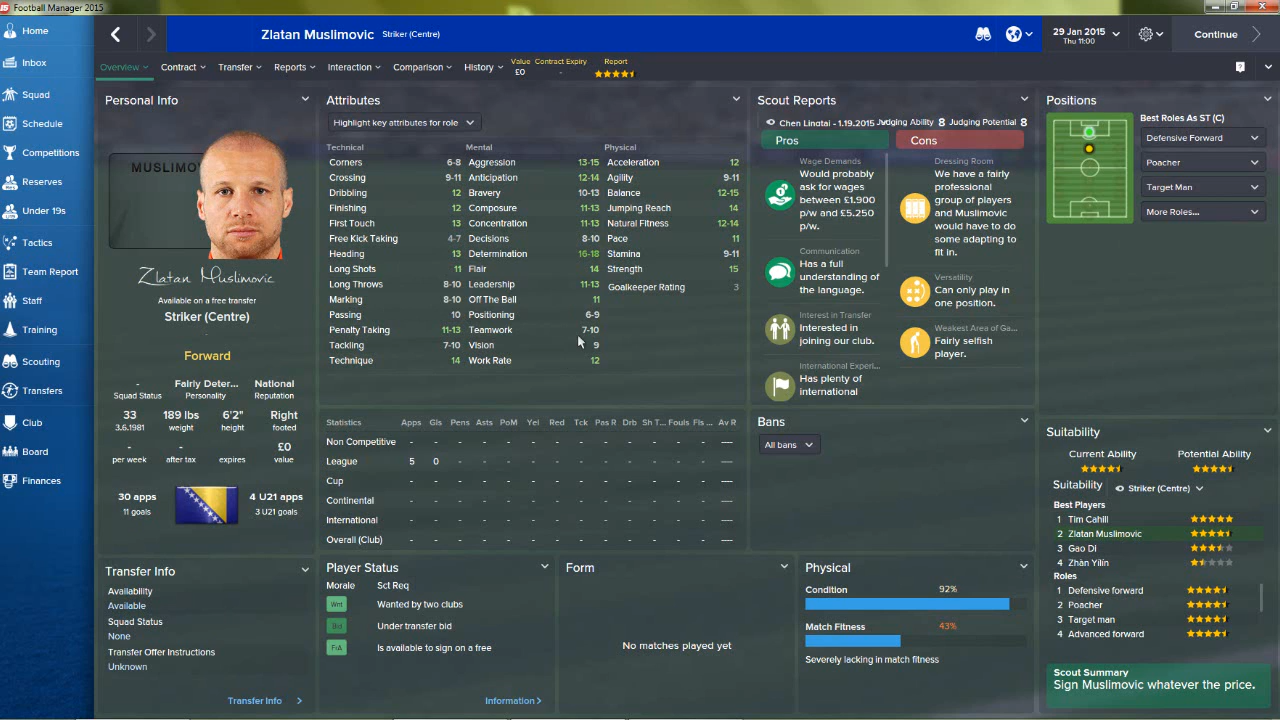 Football Manager 2015
Home
Inbox
Squad
Schedule
Competitions
Reserves
Under 19s
Tactics
Team Report
Staff
Training
Scouting
Transfers
Club
Board
Finances
Zlatan Muslimovic Striker (Centre)
29 Jan 2015
Thu 11:00
Continue
Overview Contract Transfer Reports Interaction Comparison History
Value Contract Expiry Report
£0 -
Personal Info
MUSLIMOV
Zlatan Muslimovic
Available on a free transfer
Striker (Centre)
-
Forward
- Fairly Deter... National
Squad Status Personality Reputation
33 189 lbs 6'2" Right
3.6.1981 weight height footed
- - £0
per week after tax expires value
30 apps 4 U21 apps
11 goals 3 U21 goals
Transfer Info
Availability
Available
Squad Status
None
Transfer Offer Instructions
Unknown
Transfer Info >
Attributes
Highlight key attributes for role
Technical Mental Physical
Corners 6-8 Aggression 13-15 Acceleration 12
Crossing 9-11 Anticipation 12-14 Agility 9-11
Dribbling 12 Bravery 10-13 Balance 12-15
Finishing 12 Composure 11-13 Jumping Reach 14
First Touch 13 Concentration 11-13 Natural Fitness 12-14
Free Kick Taking 4-7 Decisions 8-10 Pace 11
Heading 13 Determination 16-18 Stamina 9-11
Long Shots 11 Flair 14 Strength 15
Long Throws 8-10 Leadership 11-13 Goalkeeper Rating 3
Marking 8-10 Off The Ball 11
Passing 10 Positioning 6-9
Penalty Taking 11-13 Teamwork 7-10
Tackling 7-10 Vision 9
Technique 14 Work Rate 12
Statistics Apps Gls Pens Asts PoM Yel Red Tck Pas R Drb Sh T... Fouls Fls ... Av R
Non Competitive - - - - - - - - - - - - - —
League 5 0 - - - - - - - - - - - —
Cup - - - - - - - - - - - - - —
Continental - - - - - - - - - - - - - —
International - - - - - - - - - - - - - —
Overall (Club) - - - - - - - - - - - - - —
Player Status
Morale Sct Req
Wnt Wanted by two clubs
Bid Under transfer bid
FrA Is available to sign on a free
Information >
Form
No matches played yet
Scout Reports
Chen Lingtai - 1.19.2015 Judging Ability 8 Judging Potential 8
Pros Cons
Wage Demands
Would probably
ask for wages
between £1.900
p/w and £5.250
p/w.
Communication
Has a full
understanding of
the language.
Interest in Transfer
Interested in
joining our club.
International Experi...
Has plenty of
international
Dressing Room
We have a fairly
professional
group of players
and Muslimovic
would have to do
some adapting to
fit in.
Versatility
Can only play in
one position.
Weakest Area of Ga...
Fairly selfish
player.
Bans
All bans
Physical
Condition 92%
Match Fitness 43%
Severely lacking in match fitness
Positions
Best Roles As ST (C)
Defensive Forward
Poacher
Target Man
More Roles...
Suitability
Current Ability Potential Ability
Suitability Striker (Centre)
Best Players
1 Tim Cahill
2 Zlatan Muslimovic
3 Gao Di
4 Zhàn Yílín
Roles
1 Defensive forward
2 Poacher
3 Target man
4 Advanced forward
Scout Summary
Sign Muslimovic whatever the price.